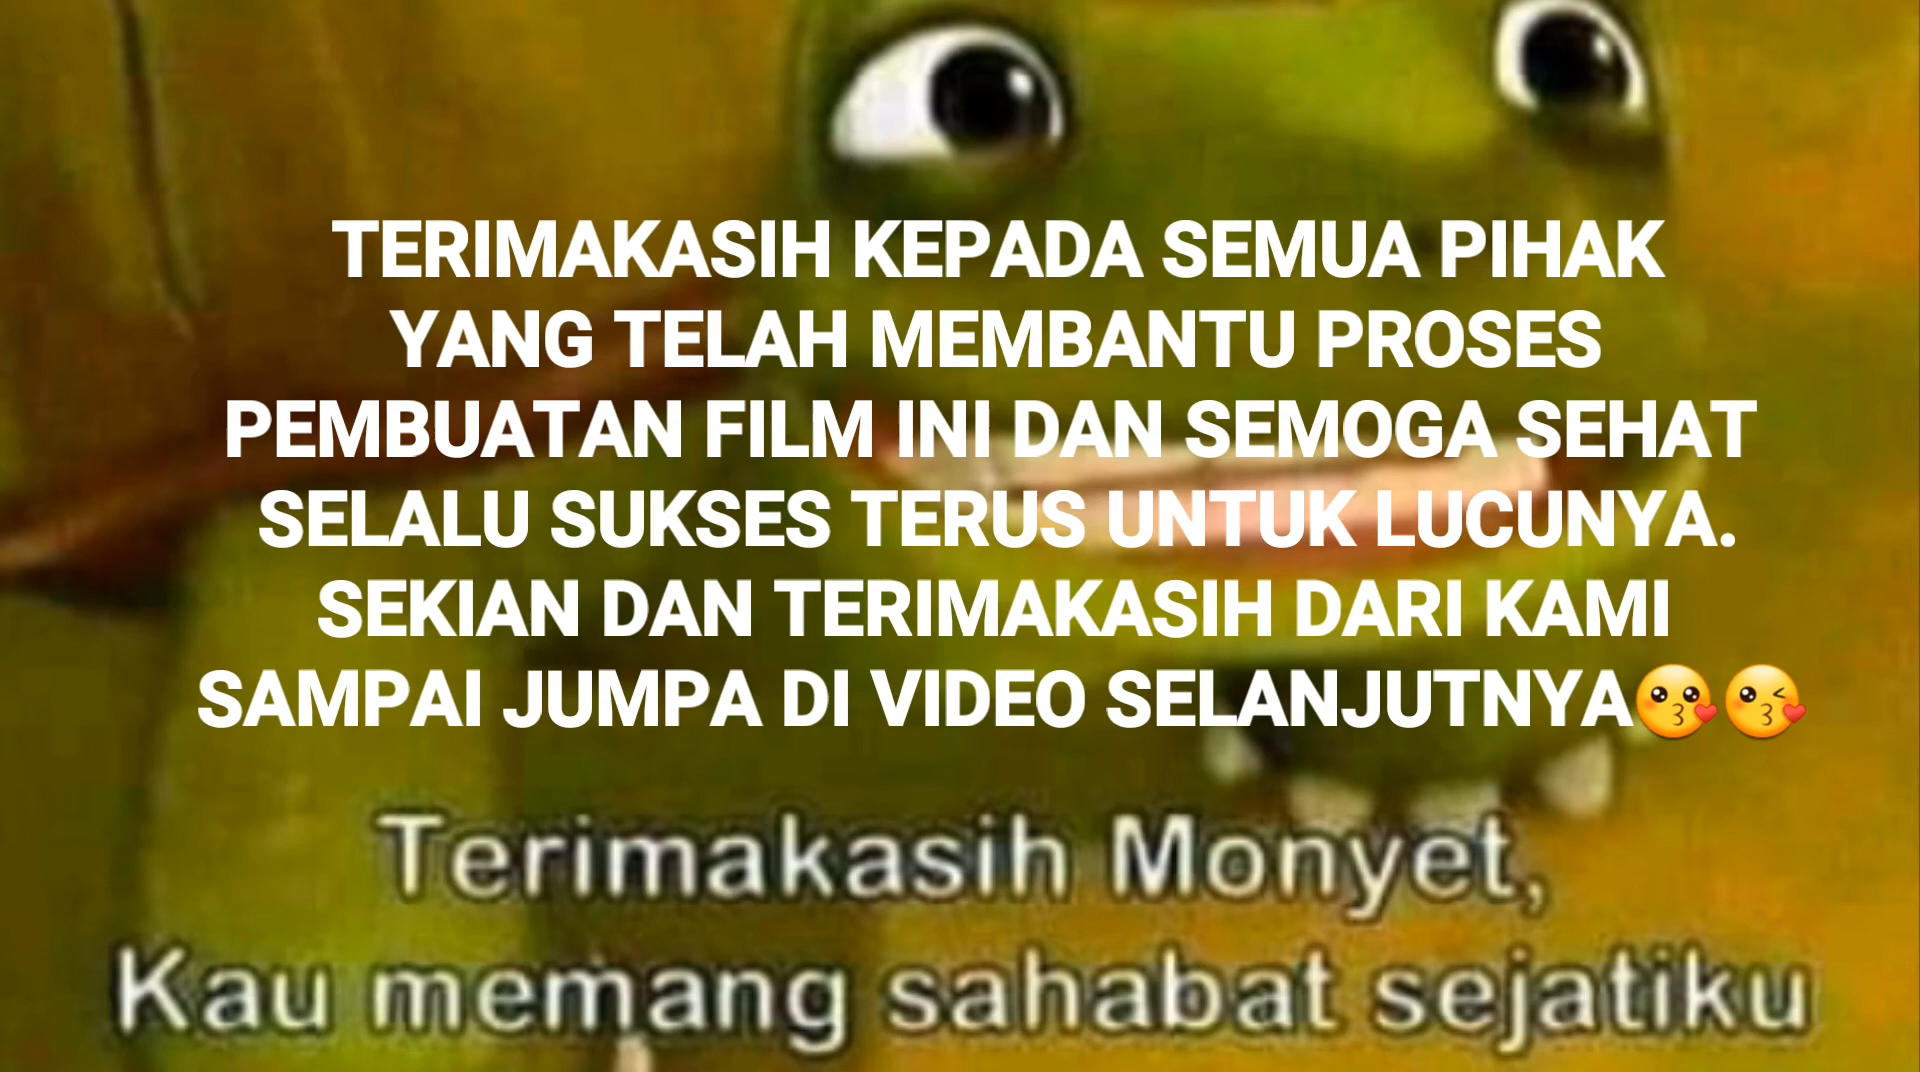 TERIMAKASIH KEPADA SEMUA PIHAK
YANG TELAH MEMBANTU PROSES
PEMBUATAN FILM INI DAN SEMOGA SEHAT
SELALU SUKSES TERUS UNTUK LUCUNYA.
SEKIAN DAN TERIMAKASIH DARI KAMI
SAMPAI JUMPA DI VIDEO SELANJUTNYA😗😘
Terimakasih Monyet,
Kau memang sahabat sejatiku